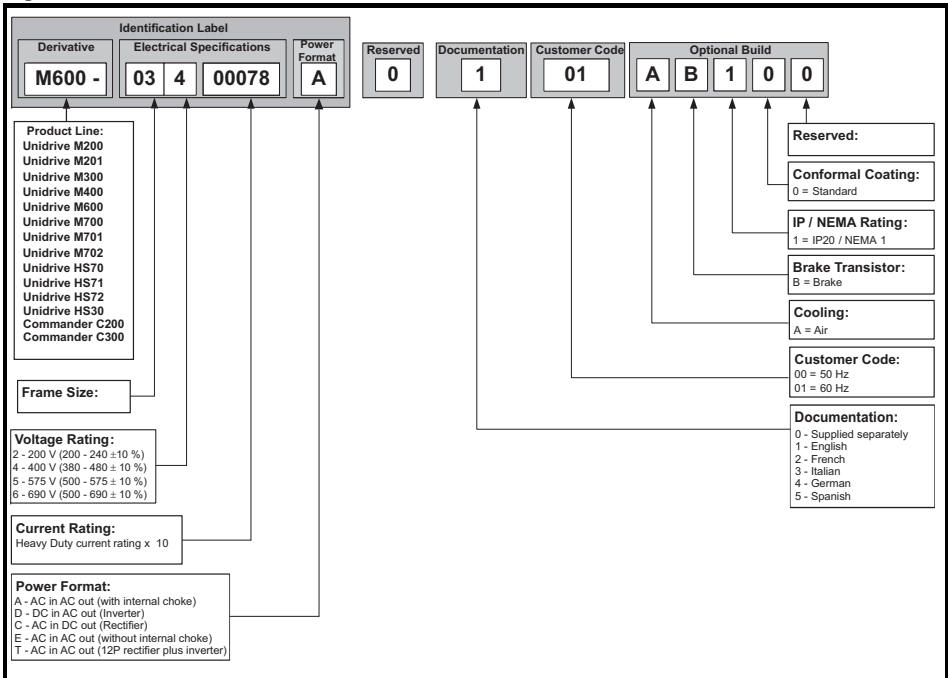 Identification Label
Derivative
Electrical Specifications
Power
Format
Reserved
Documentation
Customer Code
Optional Build
M600 -
03
4
00078
A
0
1
01
A
B
1
0
0
Product Line:
Unidrive M200
Unidrive M201
Unidrive M300
Unidrive M400
Unidrive M600
Unidrive M700
Unidrive M701
Unidrive M702
Unidrive HS70
Unidrive HS71
Unidrive HS72
Unidrive HS30
Commander C200
Commander C300
Frame Size:
Voltage Rating:
2 - 200 V (200 - 240 ±10 %)
4 - 400 V (380 - 480 ± 10 %)
5 - 575 V (500 - 575 ± 10 %)
6 - 690 V (500 - 690 ± 10 %)
Current Rating:
Heavy Duty current rating x 10
Power Format:
A - AC in AC out (with internal choke)
D - DC in AC out (Inverter)
C - AC in DC out (Rectifier)
E - AC in AC out (without internal choke)
T - AC in AC out (12P rectifier plus inverter)
Reserved:
Conformal Coating:
0 = Standard
IP / NEMA Rating:
1 = IP20 / NEMA 1
Brake Transistor:
B = Brake
Cooling:
A = Air
Customer Code:
00 = 50 Hz
01 = 60 Hz
Documentation:
0 - Supplied separately
1 - English
2 - French
3 - Italian
4 - German
5 - Spanish